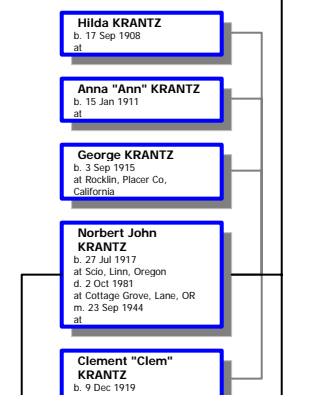 Hilda KRANTZ
b. 17 Sep 1908
at
Anna "Ann" KRANTZ
b. 15 Jan 1911
at
George KRANTZ
b. 3 Sep 1915
at Rocklin, Placer Co,
California
Norbert John
KRANTZ
b. 27 Jul 1917
at Scio, Linn, Oregon
d. 2 Oct 1981
at Cottage Grove, Lane, OR
m. 23 Sep 1944
at
Clement "Clem"
KRANTZ
b. 9 Dec 1919